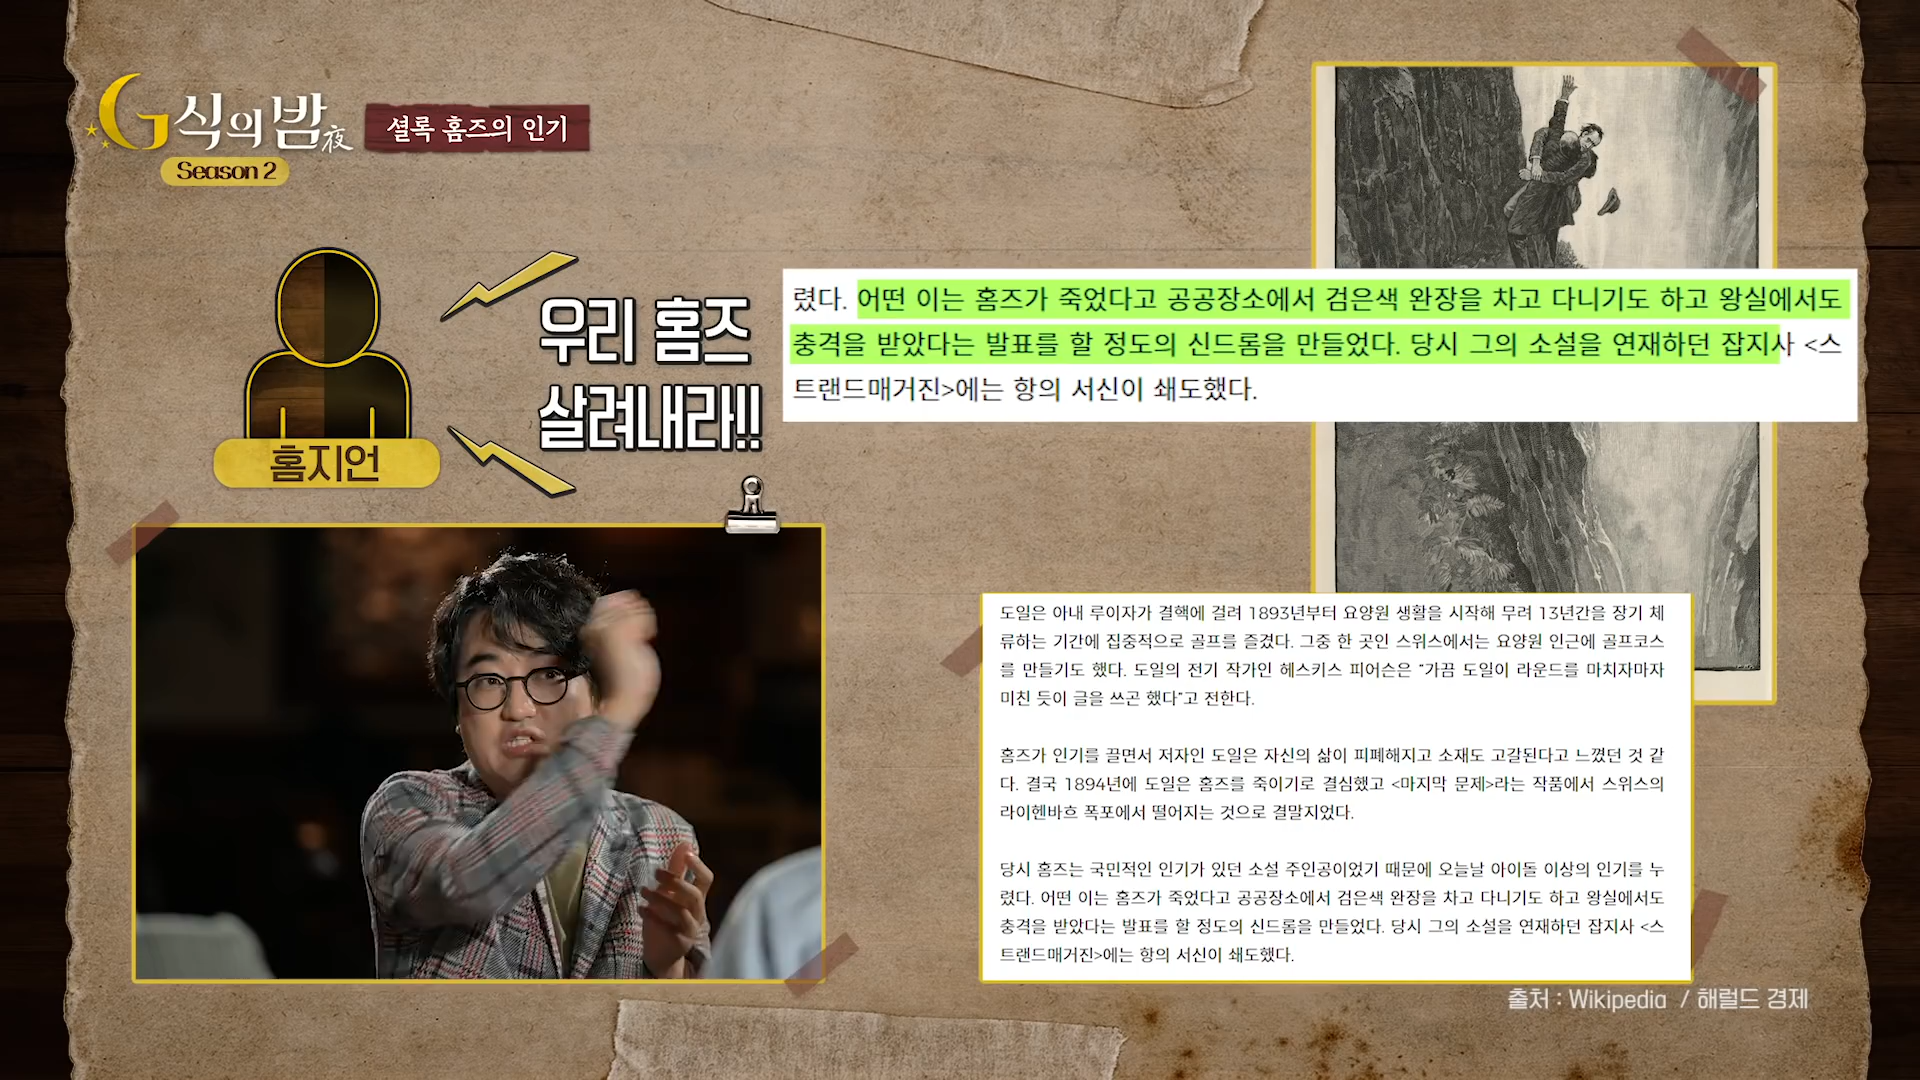 G식의밤夜
Season 2
셜록 홈즈의 인기
우리 홈즈
살려내라!!
홈지언
렸다. 어떤 이는 홈즈가 죽었다고 공공장소에서 검은색 완장을 차고 다니기도 하고 왕실에서도
충격을 받았다는 발표를 할 정도의 신드롬을 만들었다. 당시 그의 소설을 연재하던 잡지사 <스
트랜드매거진>에는 항의 서신이 쇄도했다.
도일은 아내 루이자가 결핵에 걸려 1893년부터 요양원 생활을 시작해 무려 13년간을 장기 체
류하는 기간에 집중적으로 골프를 즐겼다. 그중 한 곳인 스위스에서는 요양원 인근에 골프코스
를 만들기도 했다. 도일의 전기 작가인 헤스키스 피어슨은 “가끔 도일이 라운드를 마치자마자
미친 듯이 글을 쓰곤 했다”고 전한다.
홈즈가 인기를 끌면서 저자인 도일은 자신의 삶이 피폐해지고 소재도 고갈된다고 느꼈던 것 같
다. 결국 1894년에 도일은 홈즈를 죽이기로 결심했고 <마지막 문제>라는 작품에서 스위스의
라이헨바흐 폭포에서 떨어지는 것으로 결말지었다.
당시 홈즈는 국민적인 인기가 있던 소설 주인공이었기 때문에 오늘날 아이돌 이상의 인기를 누
렸다. 어떤 이는 홈즈가 죽었다고 공공장소에서 검은색 완장을 차고 다니기도 하고 왕실에서도
충격을 받았다는 발표를 할 정도의 신드롬을 만들었다. 당시 그의 소설을 연재하던 잡지사 <스
트랜드매거진>에는 항의 서신이 쇄도했다.
출처 : Wikipedia / 해럴드 경제